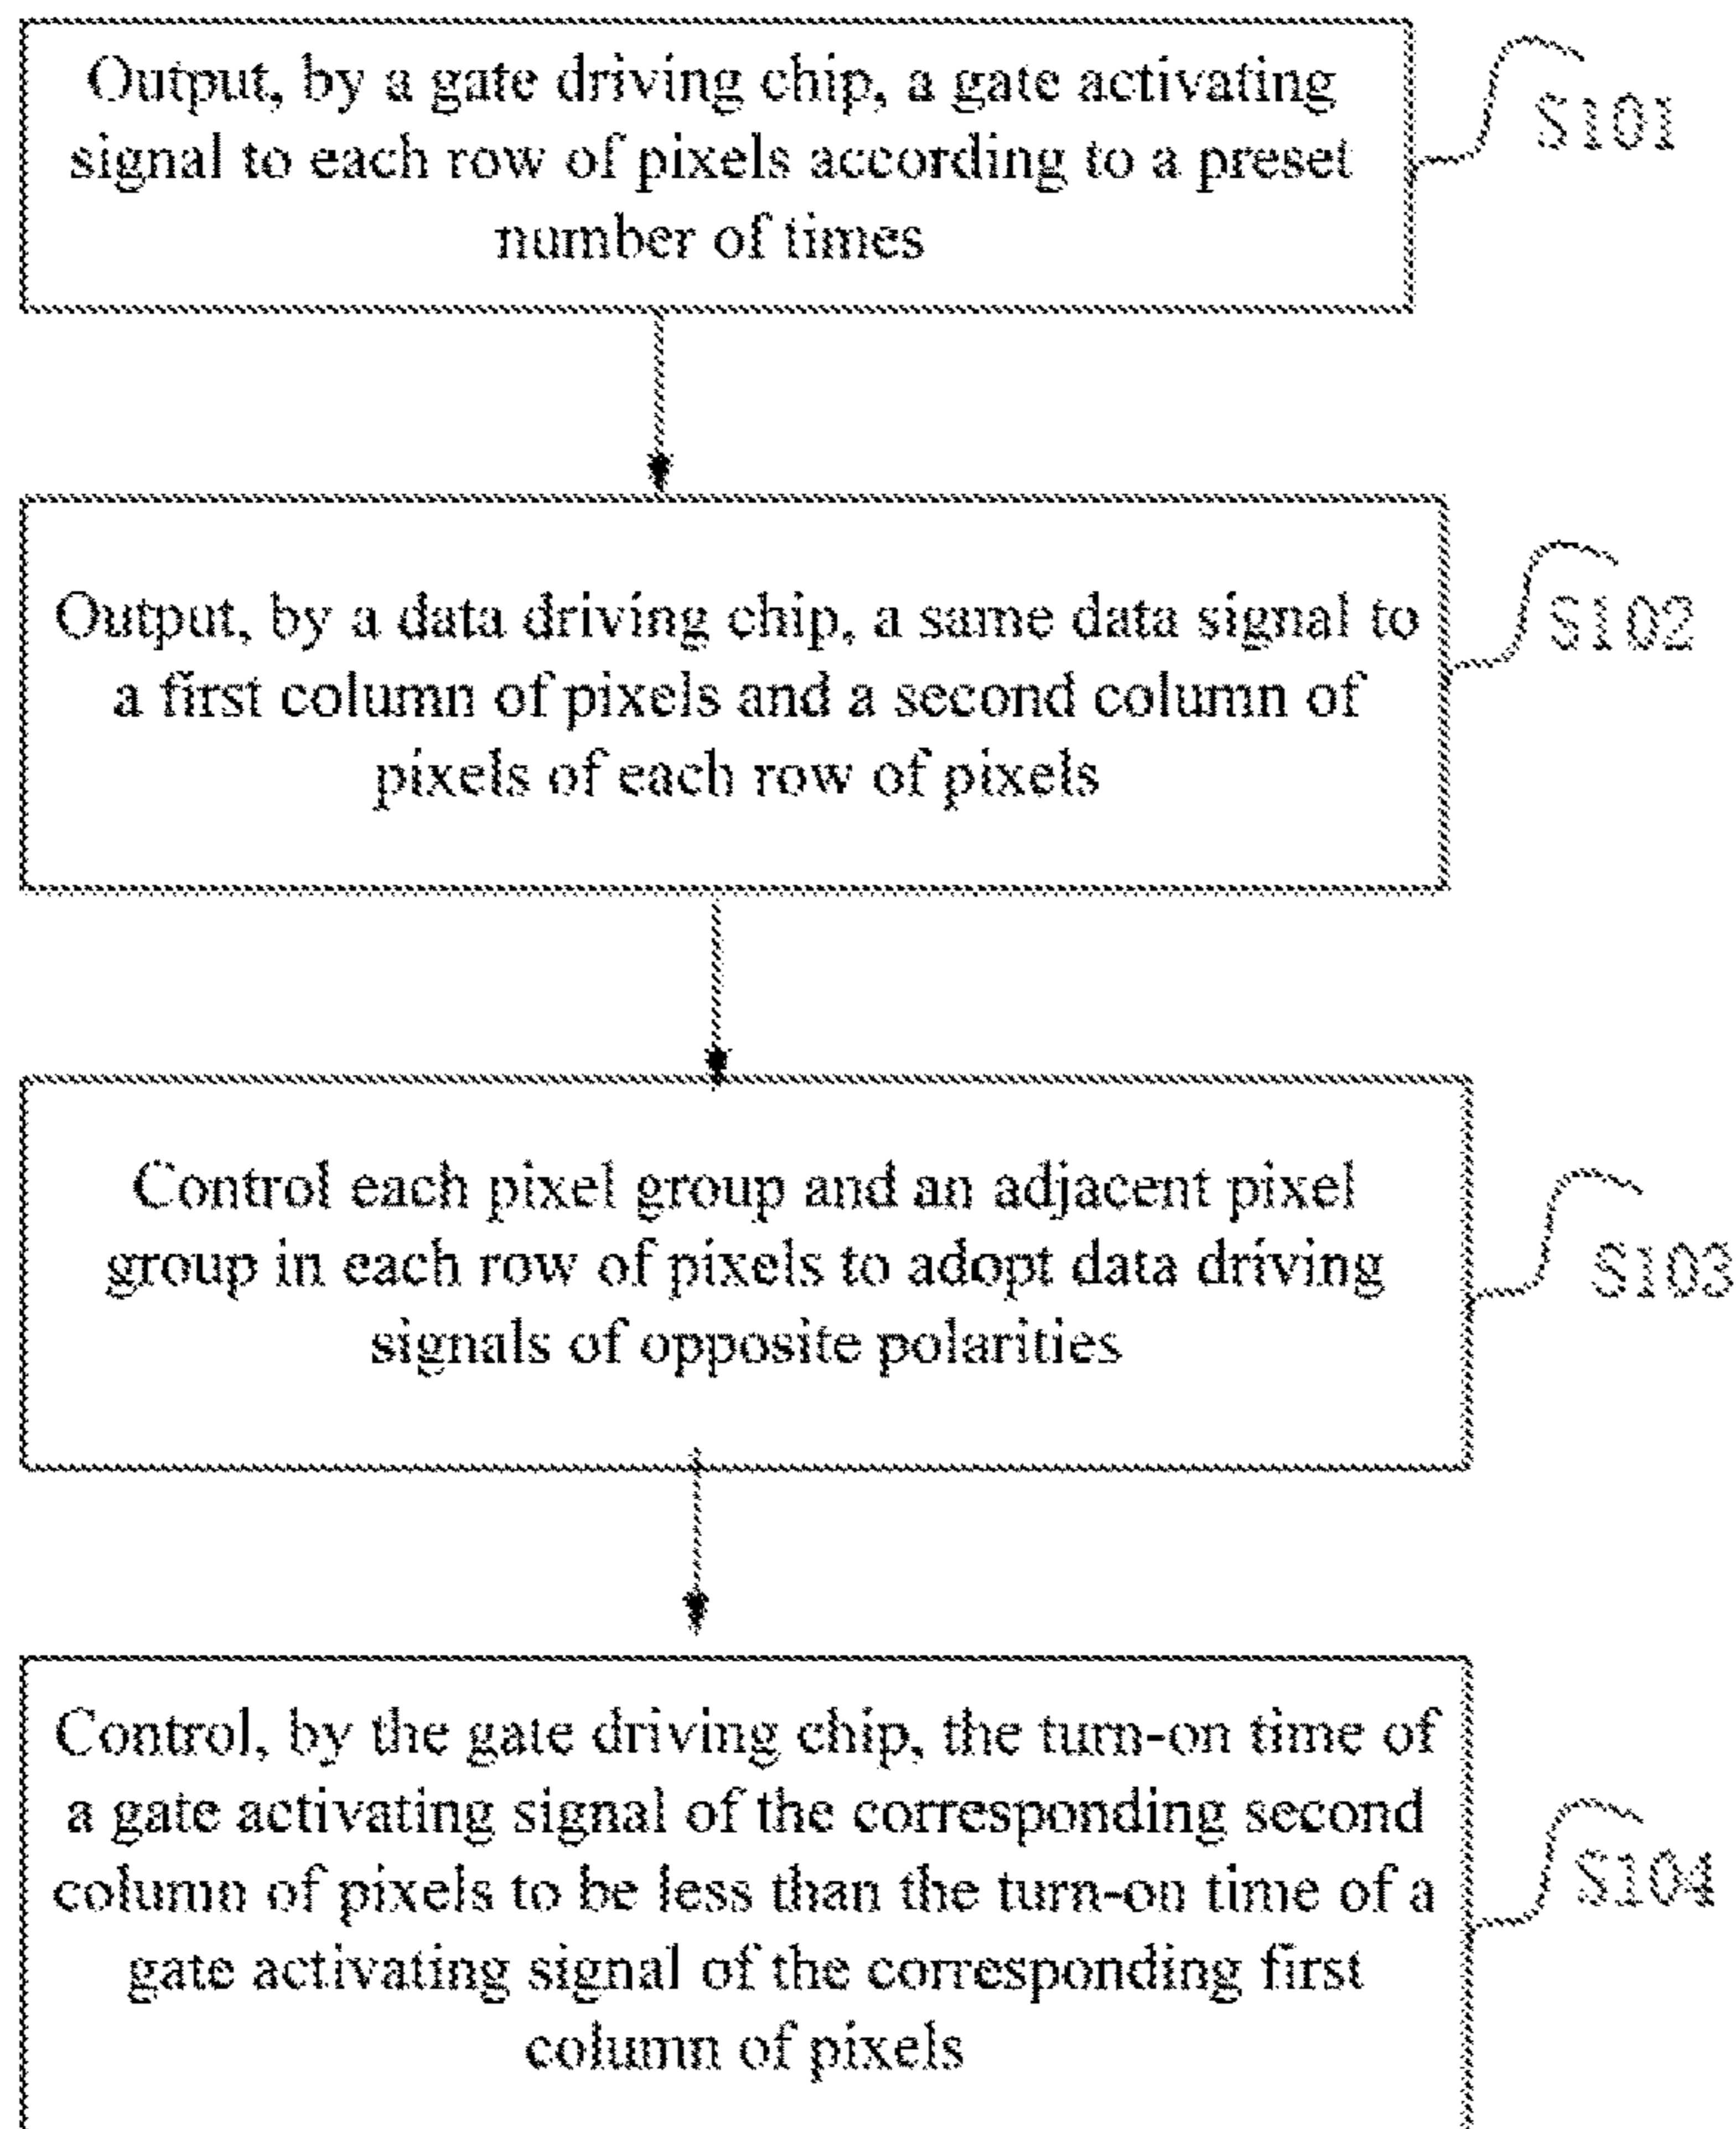 Output, by a gate driving chip, a gate activating
signal to each row of pixels according to a preset
number of times
S101
Output, by a data driving chip, a same data signal to
a first column of pixels and a second column of
pixels of each row of pixels
S102
Control each pixel group and an adjacent pixel
group in each row of pixels to adopt data driving
signals of opposite polarities
S103
Control, by the gate driving chip, the turn-on time of
a gate activating signal of the corresponding second
column of pixels to be less than the turn-on time of a
gate activating signal of the corresponding first
column of pixels
S104